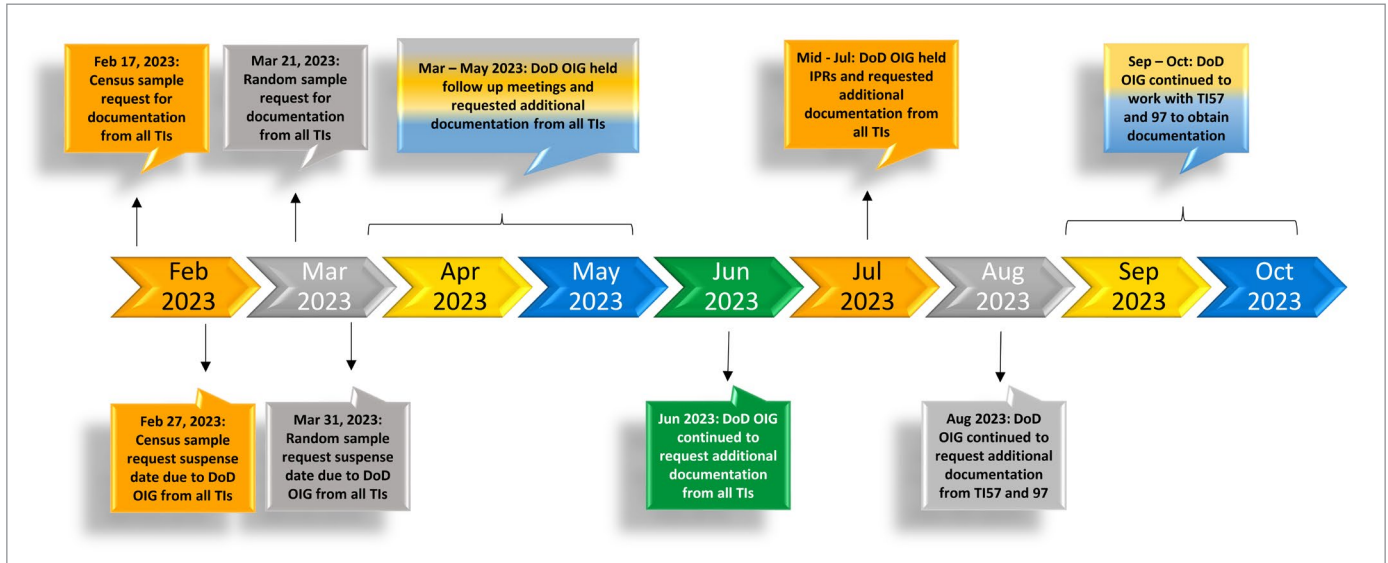 Feb 17, 2023:
Census sample
request for
documentation
from all TIs
Mar 21, 2023:
Random sample
request for
documentation
from all TIs
Mar – May 2023: DoD OIG held
follow up meetings and
requested additional
documentation from all TIs
Mid - Jul: DoD OIG held
IPRs and requested
additional
documentation from
all TIs
Sep – Oct: DoD
OIG continued to
work with TI57
and 97 to obtain
documentation
Feb
2023
Mar
2023
Apr
2023
May
2023
Jun
2023
Jul
2023
Aug
2023
Sep
2023
Oct
2023
Feb 27, 2023:
Census sample
request suspense
date due to DoD
OIG from all TIs
Mar 31, 2023:
Random sample
request suspense
date due to DoD
OIG from all TIs
Jun 2023: DoD OIG
continued to
request additional
documentation
from all TIs
Aug 2023: DoD
OIG continued to
request additional
documentation
from TI57 and 97